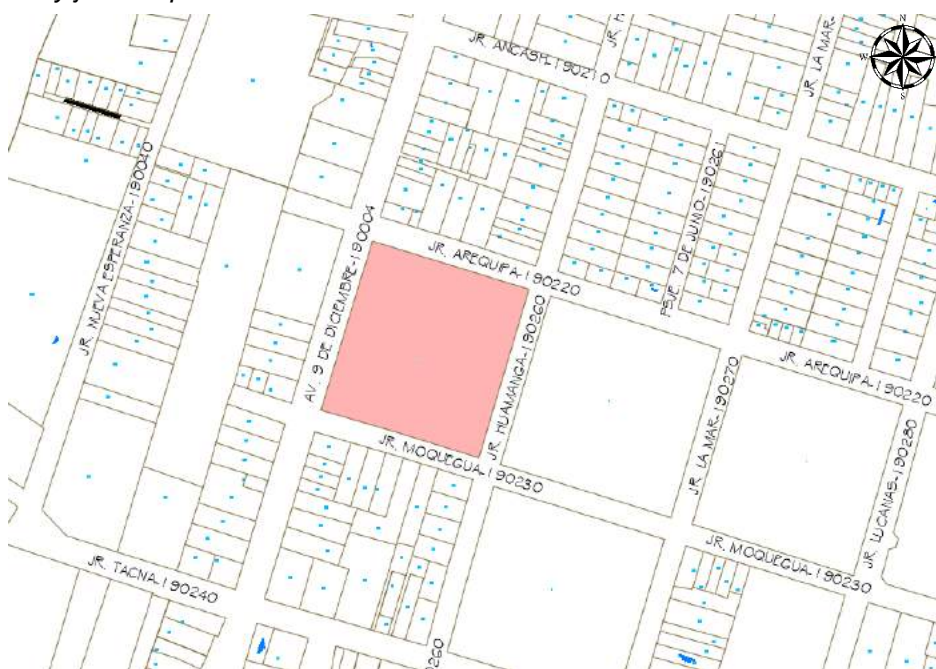 N
W
S
JR. ANCASH-190210
JR. LA MAR-
JR. NUEVA ESPERANZA-190040
AV. 9 DE DICIEMBRE-190004
JR. AREQUIPA-190220
PSJE. 7 DE JUNIO-190261
JR. HUAMANGA-190260
JR. AREQUIPA-190220
JR. LA MAR-190270
JR. MOQUEGUA-190230
JR. LUCANAS-190280
JR. MOQUEGUA-190230
JR. TACNA-190240
260